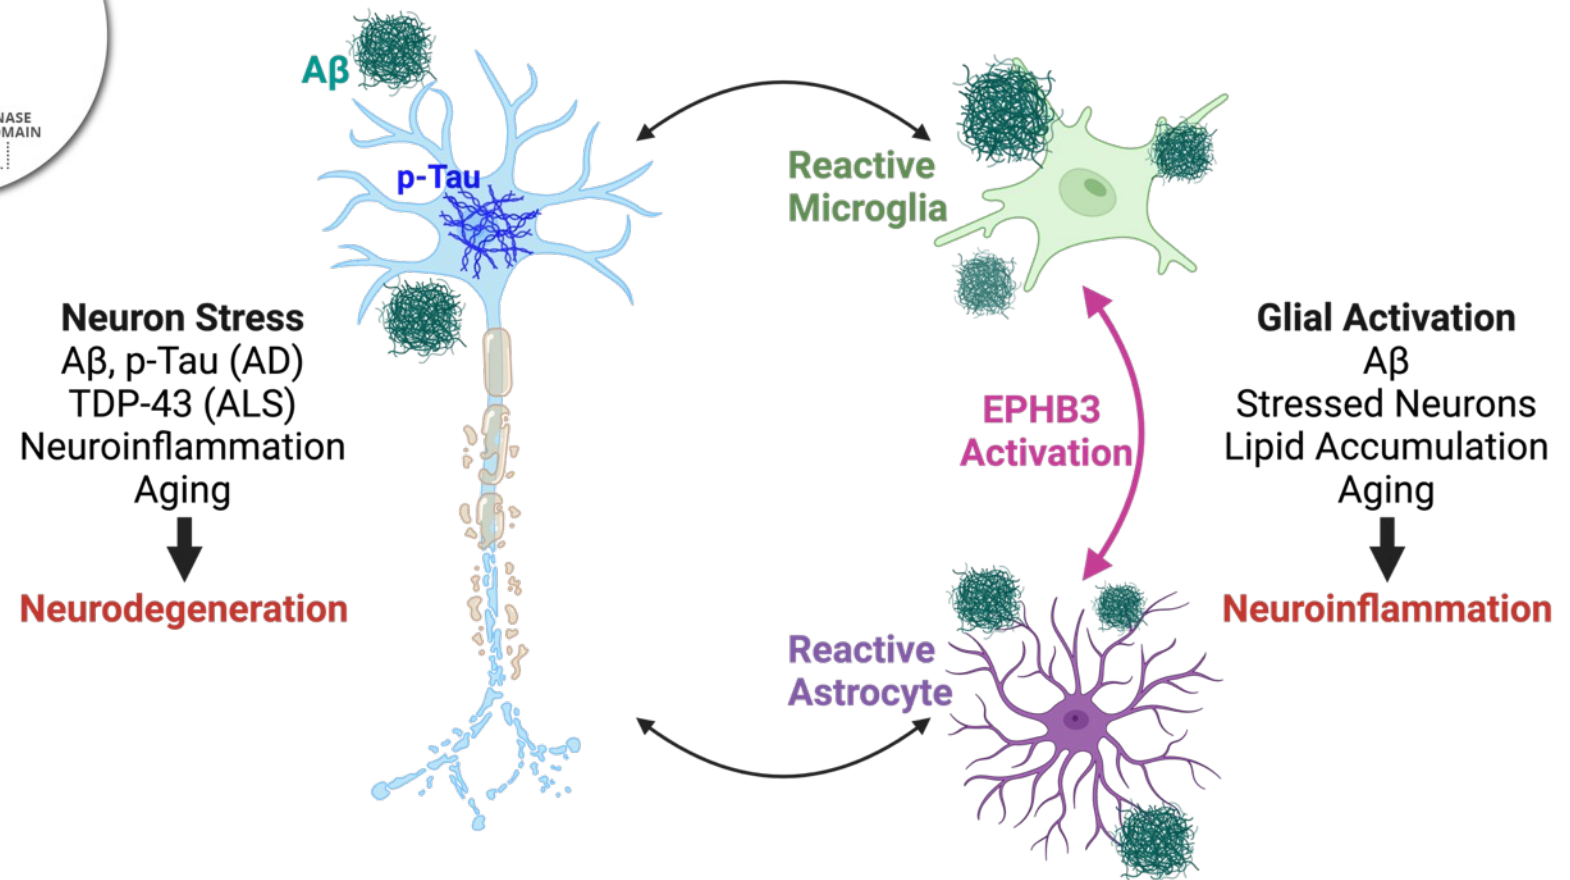 MAIN
Aβ
p-Tau
Reactive
Microglia
Neuron Stress
Aβ, p-Tau (AD)
TDP-43 (ALS)
Neuroinflammation
Aging
Neurodegeneration
EPHB3
Activation
Glial Activation
Aβ
Stressed Neurons
Lipid Accumulation
Aging
Neuroinflammation
Reactive
Astrocyte